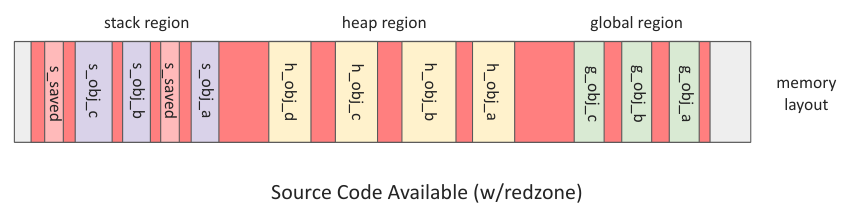 stack region
heap region
global region
s_saved
s_obj_c
s_obj_b
s_saved
s_obj_a
h_obj_d
h_obj_c
h_obj_b
h_obj_a
g_obj_c
g_obj_b
g_obj_a
memory
layout
Source Code Available (w/redzone)